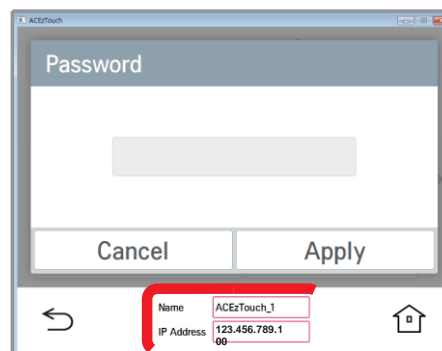 ACEzTouch
Password
Cancel Apply
Name ACEzTouch_1
IP Address 123.456.789.1
00